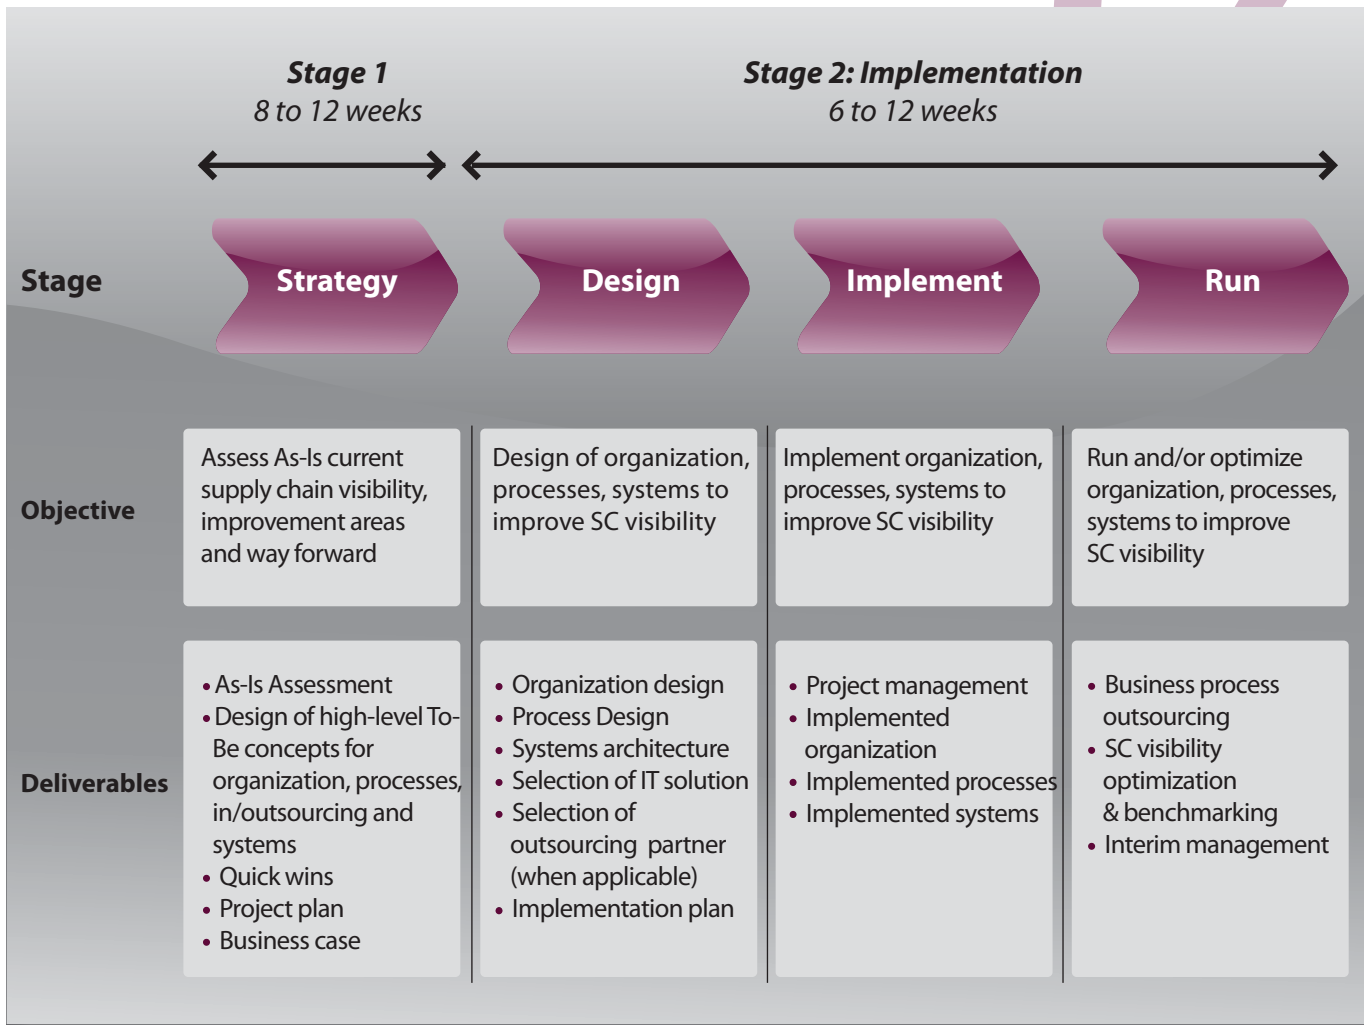 Stage 1
8 to 12 weeks
Stage 2: Implementation
6 to 12 weeks
Stage
Strategy
Design
Implement
Run
Objective
Assess As-Is current
supply chain visibility,
improvement areas
and way forward
Design of organization,
processes, systems to
improve SC visibility
Implement organization,
processes, systems to
improve SC visibility
Run and/or optimize
organization, processes,
systems to improve
SC visibility
Deliverables
• As-Is Assessment
• Design of high-level To-
Be concepts for
organization, processes,
in/outsourcing and
systems
• Quick wins
• Project plan
• Business case
• Organization design
• Process Design
• Systems architecture
• Selection of IT solution
• Selection of
outsourcing partner
(when applicable)
• Implementation plan
• Project management
• Implemented
organization
• Implemented processes
• Implemented systems
• Business process
outsourcing
• SC visibility
optimization
& benchmarking
• Interim management